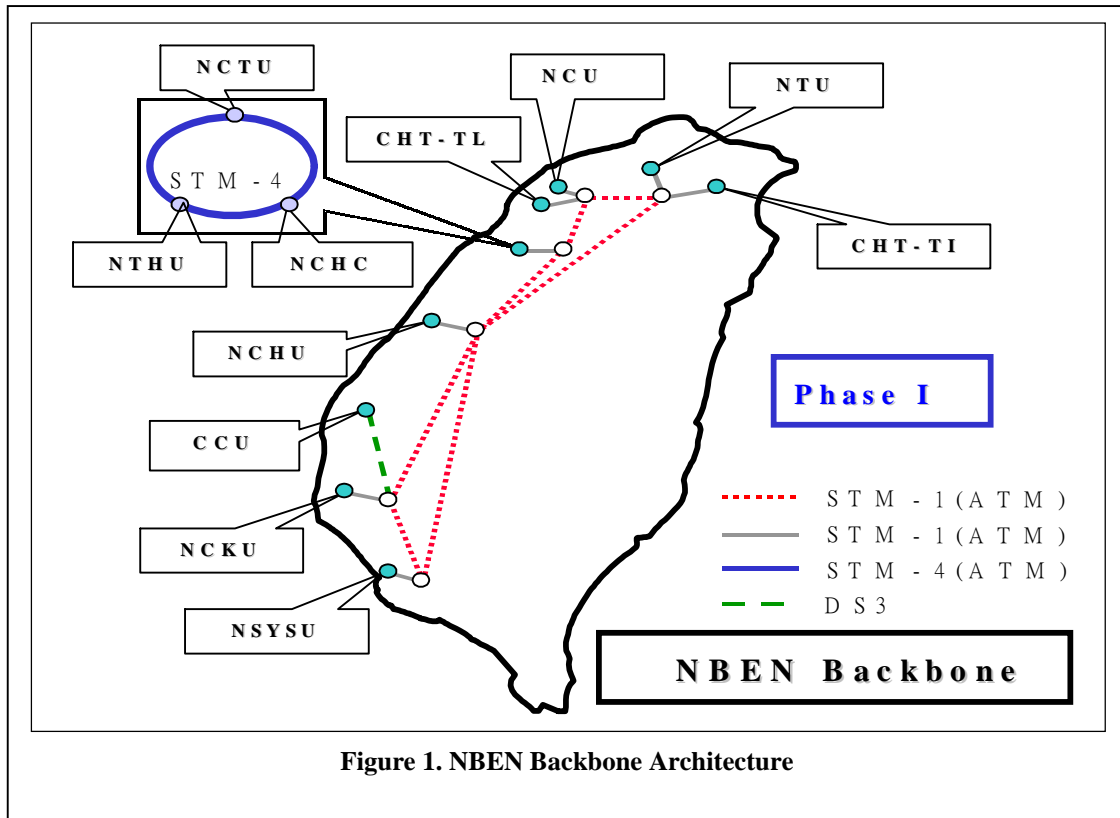 NCTU
NCU
NTU
CHT-TL
STM-4
NTHU
NCHC
CHT-TI
NCHU
Phase I
CCU
STM-1(ATM)
STM-1(ATM)
NCKU
STM-4(ATM)
DS3
NSYSU
NBEN Backbone
Figure 1. NBEN Backbone Architecture